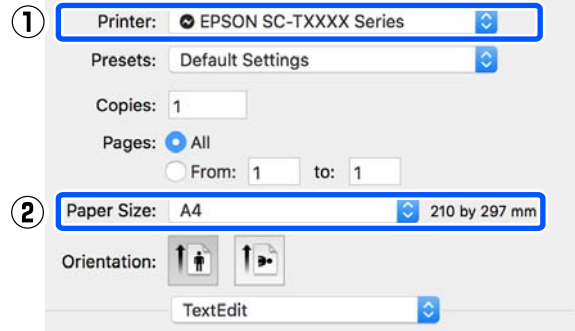 ① Printer: EPSON SC-TXXXX Series
Presets: Default Settings
Copies: 1
Pages: All
From: 1 to: 1
② Paper Size: A4 210 by 297 mm
Orientation:
TextEdit